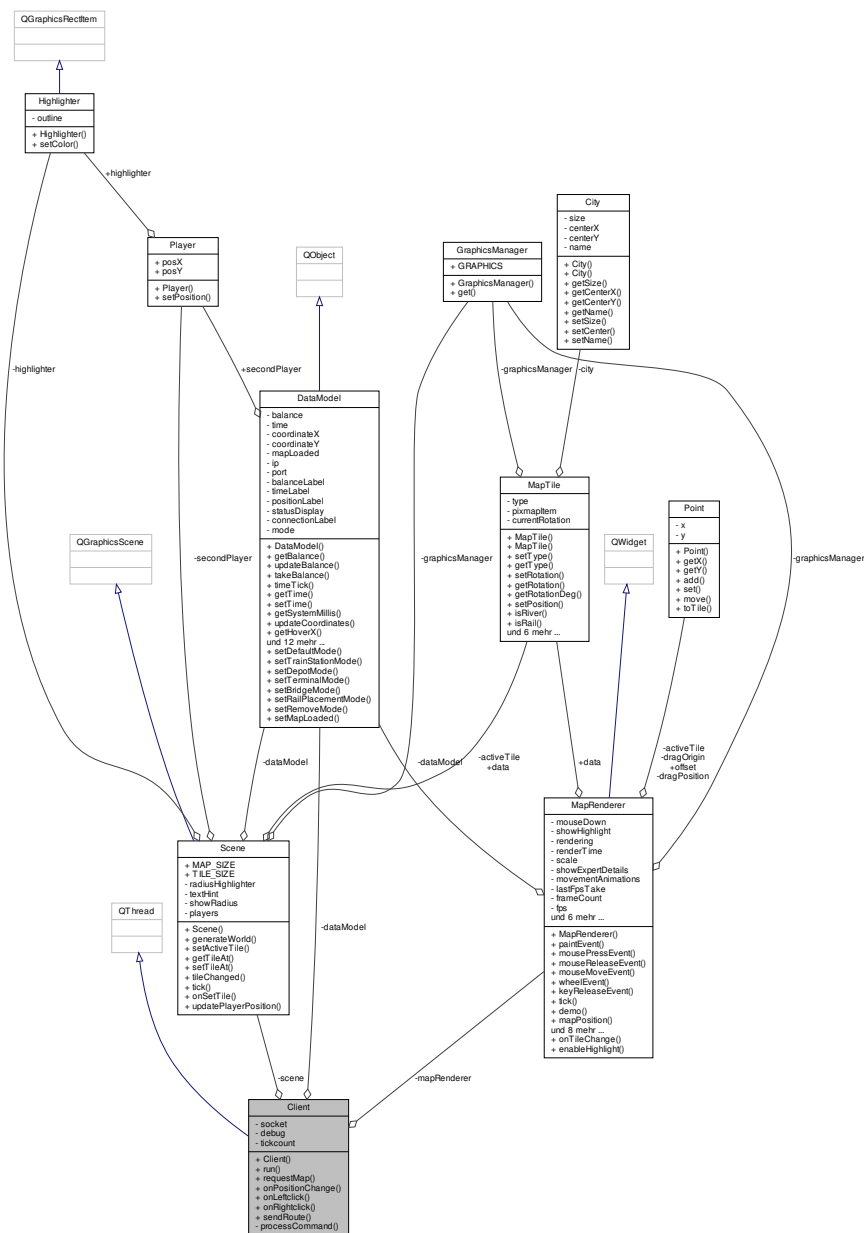 QGraphicsRectItem
Highlighter
- outline
+ Highlighter()
+ setColor()
+highlighter
Player
+ posX
+ posY
+ Player()
+ setPosition()
QObject
GraphicsManager
+ GRAPHICS
+ GraphicsManager()
+ get()
City
- size
- centerX
- centerY
- name
+ City()
+ City()
+ getSize()
+ getCenterX()
+ getCenterY()
+ getName()
+ setSize()
+ setCenter()
+ setName()
-highlighter
+secondPlayer
-graphicsManager
-city
DataModel
- balance
- time
- coordinateX
- coordinateY
- mapLoaded
- ip
- port
- balanceLabel
- timeLabel
- positionLabel
- statusDisplay
- connectionLabel
- mode
+ DataModel()
+ getBalance()
+ updateBalance()
+ takeBalance()
+ timeTick()
+ getTime()
+ setTime()
+ getSystemMillis()
+ updateCoordinates()
+ getHoverX()
und 12 mehr ...
+ setDefaultMode()
+ setTrainStationMode()
+ setDepotMode()
+ setTerminalMode()
+ setBridgeMode()
+ setRailPlacementMode()
+ setRemoveMode()
+ setMapLoaded()
MapTile
- type
- pixmapItem
- currentRotation
+ MapTile()
+ MapTile()
+ setType()
+ getType()
+ setRotation()
+ getRotation()
+ getRotationDeg()
+ setPosition()
+ isRiver()
+ isRail()
und 6 mehr ...
Point
- x
- y
+ Point()
+ getX()
+ getY()
+ add()
+ set()
+ move()
+ toTile()
QGraphicsScene
QWidget
-secondPlayer
-graphicsManager
-graphicsManager
-dataModel
-dataModel
-activeTile
+data
+data
-activeTile
-dragOrigin
+offset
-dragPosition
Scene
+ MAP_SIZE
+ TILE_SIZE
- radiusHighlighter
- textHint
- showRadius
- players
+ Scene()
+ generateWorld()
+ setActiveTile()
+ getTileAt()
+ setTileAt()
+ tileChanged()
+ tick()
+ onSetTile()
+ updatePlayerPosition()
MapRenderer
- mouseDown
- showHighlight
- rendering
- renderTime
- scale
- showExpertDetails
- movementAnimations
- lastFpsTake
- frameCount
- fps
und 6 mehr ...
+ MapRenderer()
+ paintEvent()
+ mousePressEvent()
+ mouseReleaseEvent()
+ mouseMoveEvent()
+ wheelEvent()
+ keyReleaseEvent()
+ tick()
+ demo()
+ mapPosition()
und 8 mehr ...
+ onTileChange()
+ enableHighlight()
QThread
-dataModel
-scene
-mapRenderer
Client
- socket
- debug
- tickcount
+ Client()
+ run()
+ requestMap()
+ onPositionChange()
+ onLeftclick()
+ onRightclick()
+ sendRoute()
- processCommand()